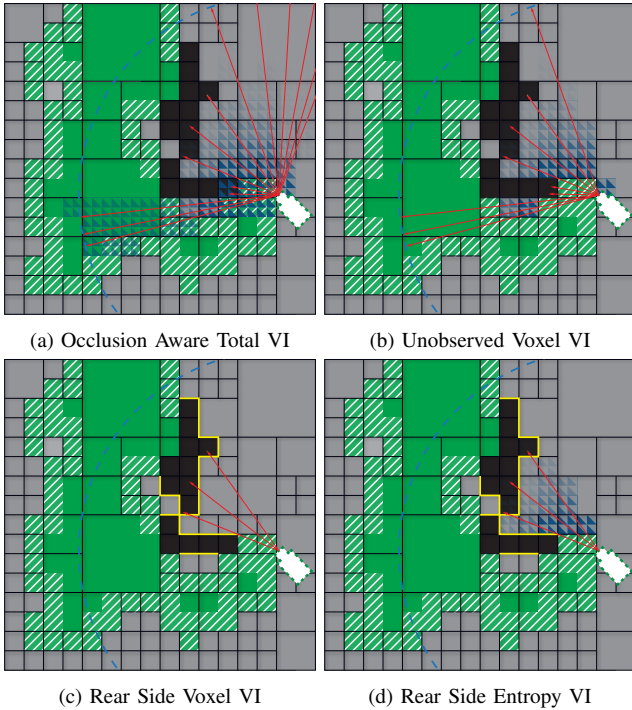 (a) Occlusion Aware Total VI
(b) Unobserved Voxel VI
(c) Rear Side Voxel VI
(d) Rear Side Entropy VI